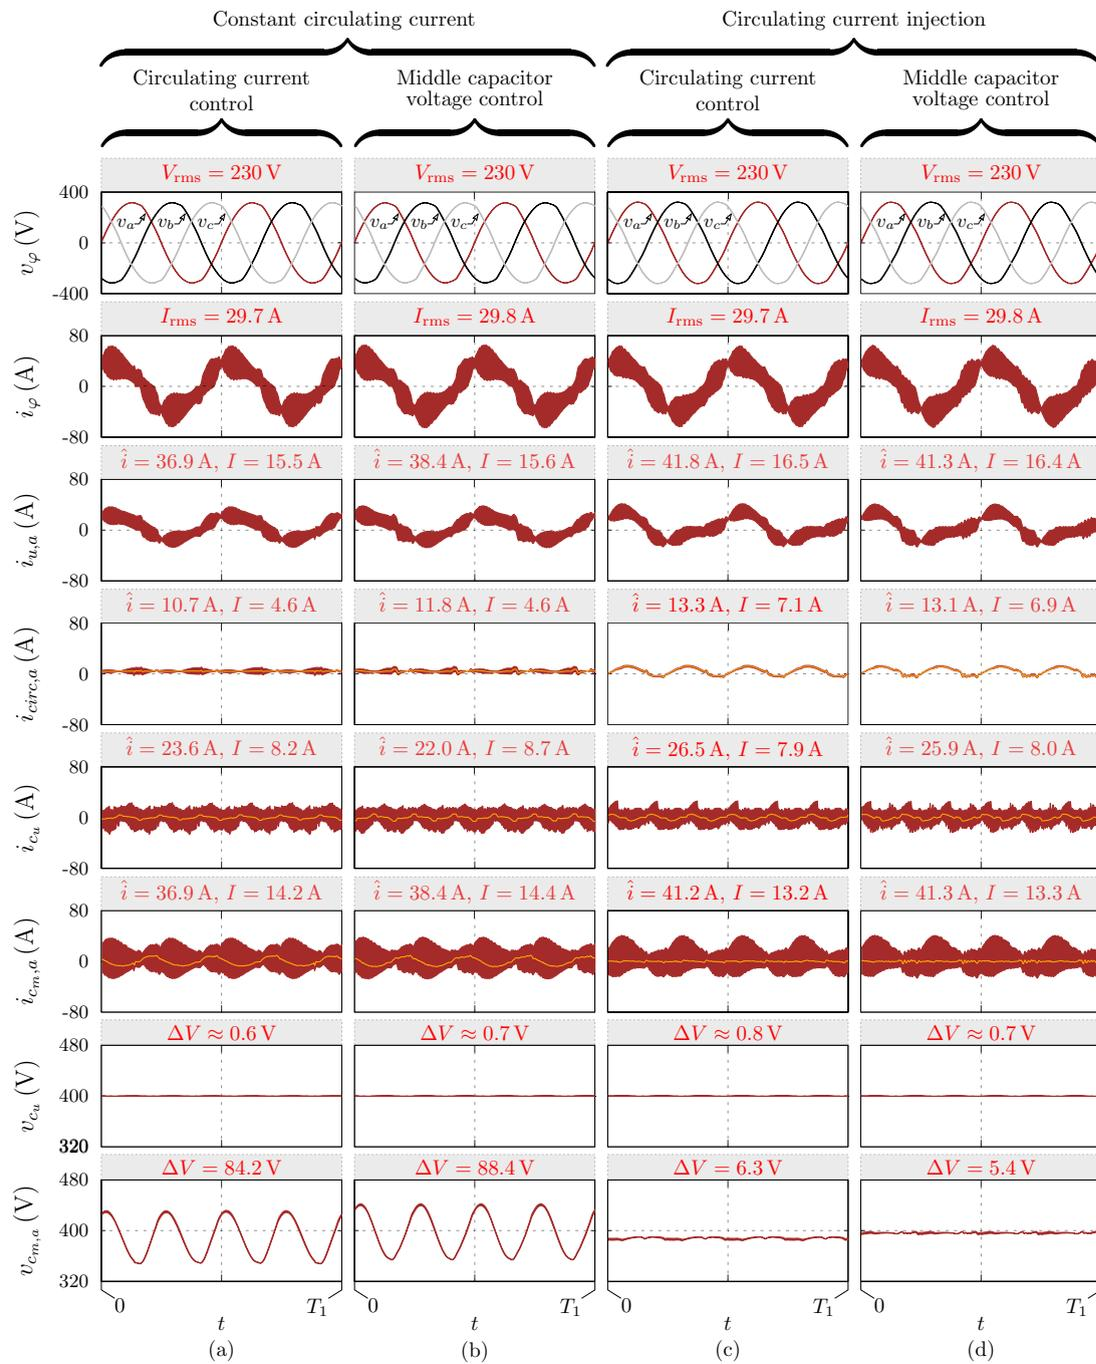 Constant circulating current Circulating current injection
Circulating current control Middle capacitor voltage control Circulating current control Middle capacitor voltage control
V_rms = 230 V V_rms = 230 V V_rms = 230 V V_rms = 230 V
v_φ (V) 400 0 -400
v_a v_b v_c v_a v_b v_c v_a v_b v_c v_a v_b v_c
I_rms = 29.7 A I_rms = 29.8 A I_rms = 29.7 A I_rms = 29.8 A
i_φ (A) 80 0 -80
î = 36.9 A, I = 15.5 A î = 38.4 A, I = 15.6 A î = 41.8 A, I = 16.5 A î = 41.3 A, I = 16.4 A
i_u,a (A) 80 0 -80
î = 10.7 A, I = 4.6 A î = 11.8 A, I = 4.6 A î = 13.3 A, I = 7.1 A î = 13.1 A, I = 6.9 A
i_circ,a (A) 80 0 -80
î = 23.6 A, I = 8.2 A î = 22.0 A, I = 8.7 A î = 26.5 A, I = 7.9 A î = 25.9 A, I = 8.0 A
i_c_u (A) 80 0 -80
î = 36.9 A, I = 14.2 A î = 38.4 A, I = 14.4 A î = 41.2 A, I = 13.2 A î = 41.3 A, I = 13.3 A
i_c_m,a (A) 80 0 -80
ΔV ≈ 0.6 V ΔV ≈ 0.7 V ΔV ≈ 0.8 V ΔV ≈ 0.7 V
v_c_u (V) 480 400 320
ΔV = 84.2 V ΔV = 88.4 V ΔV = 6.3 V ΔV = 5.4 V
v_c_m,a (V) 480 400 320
0 T_1 0 T_1 0 T_1 0 T_1
t t t t
(a) (b) (c) (d)